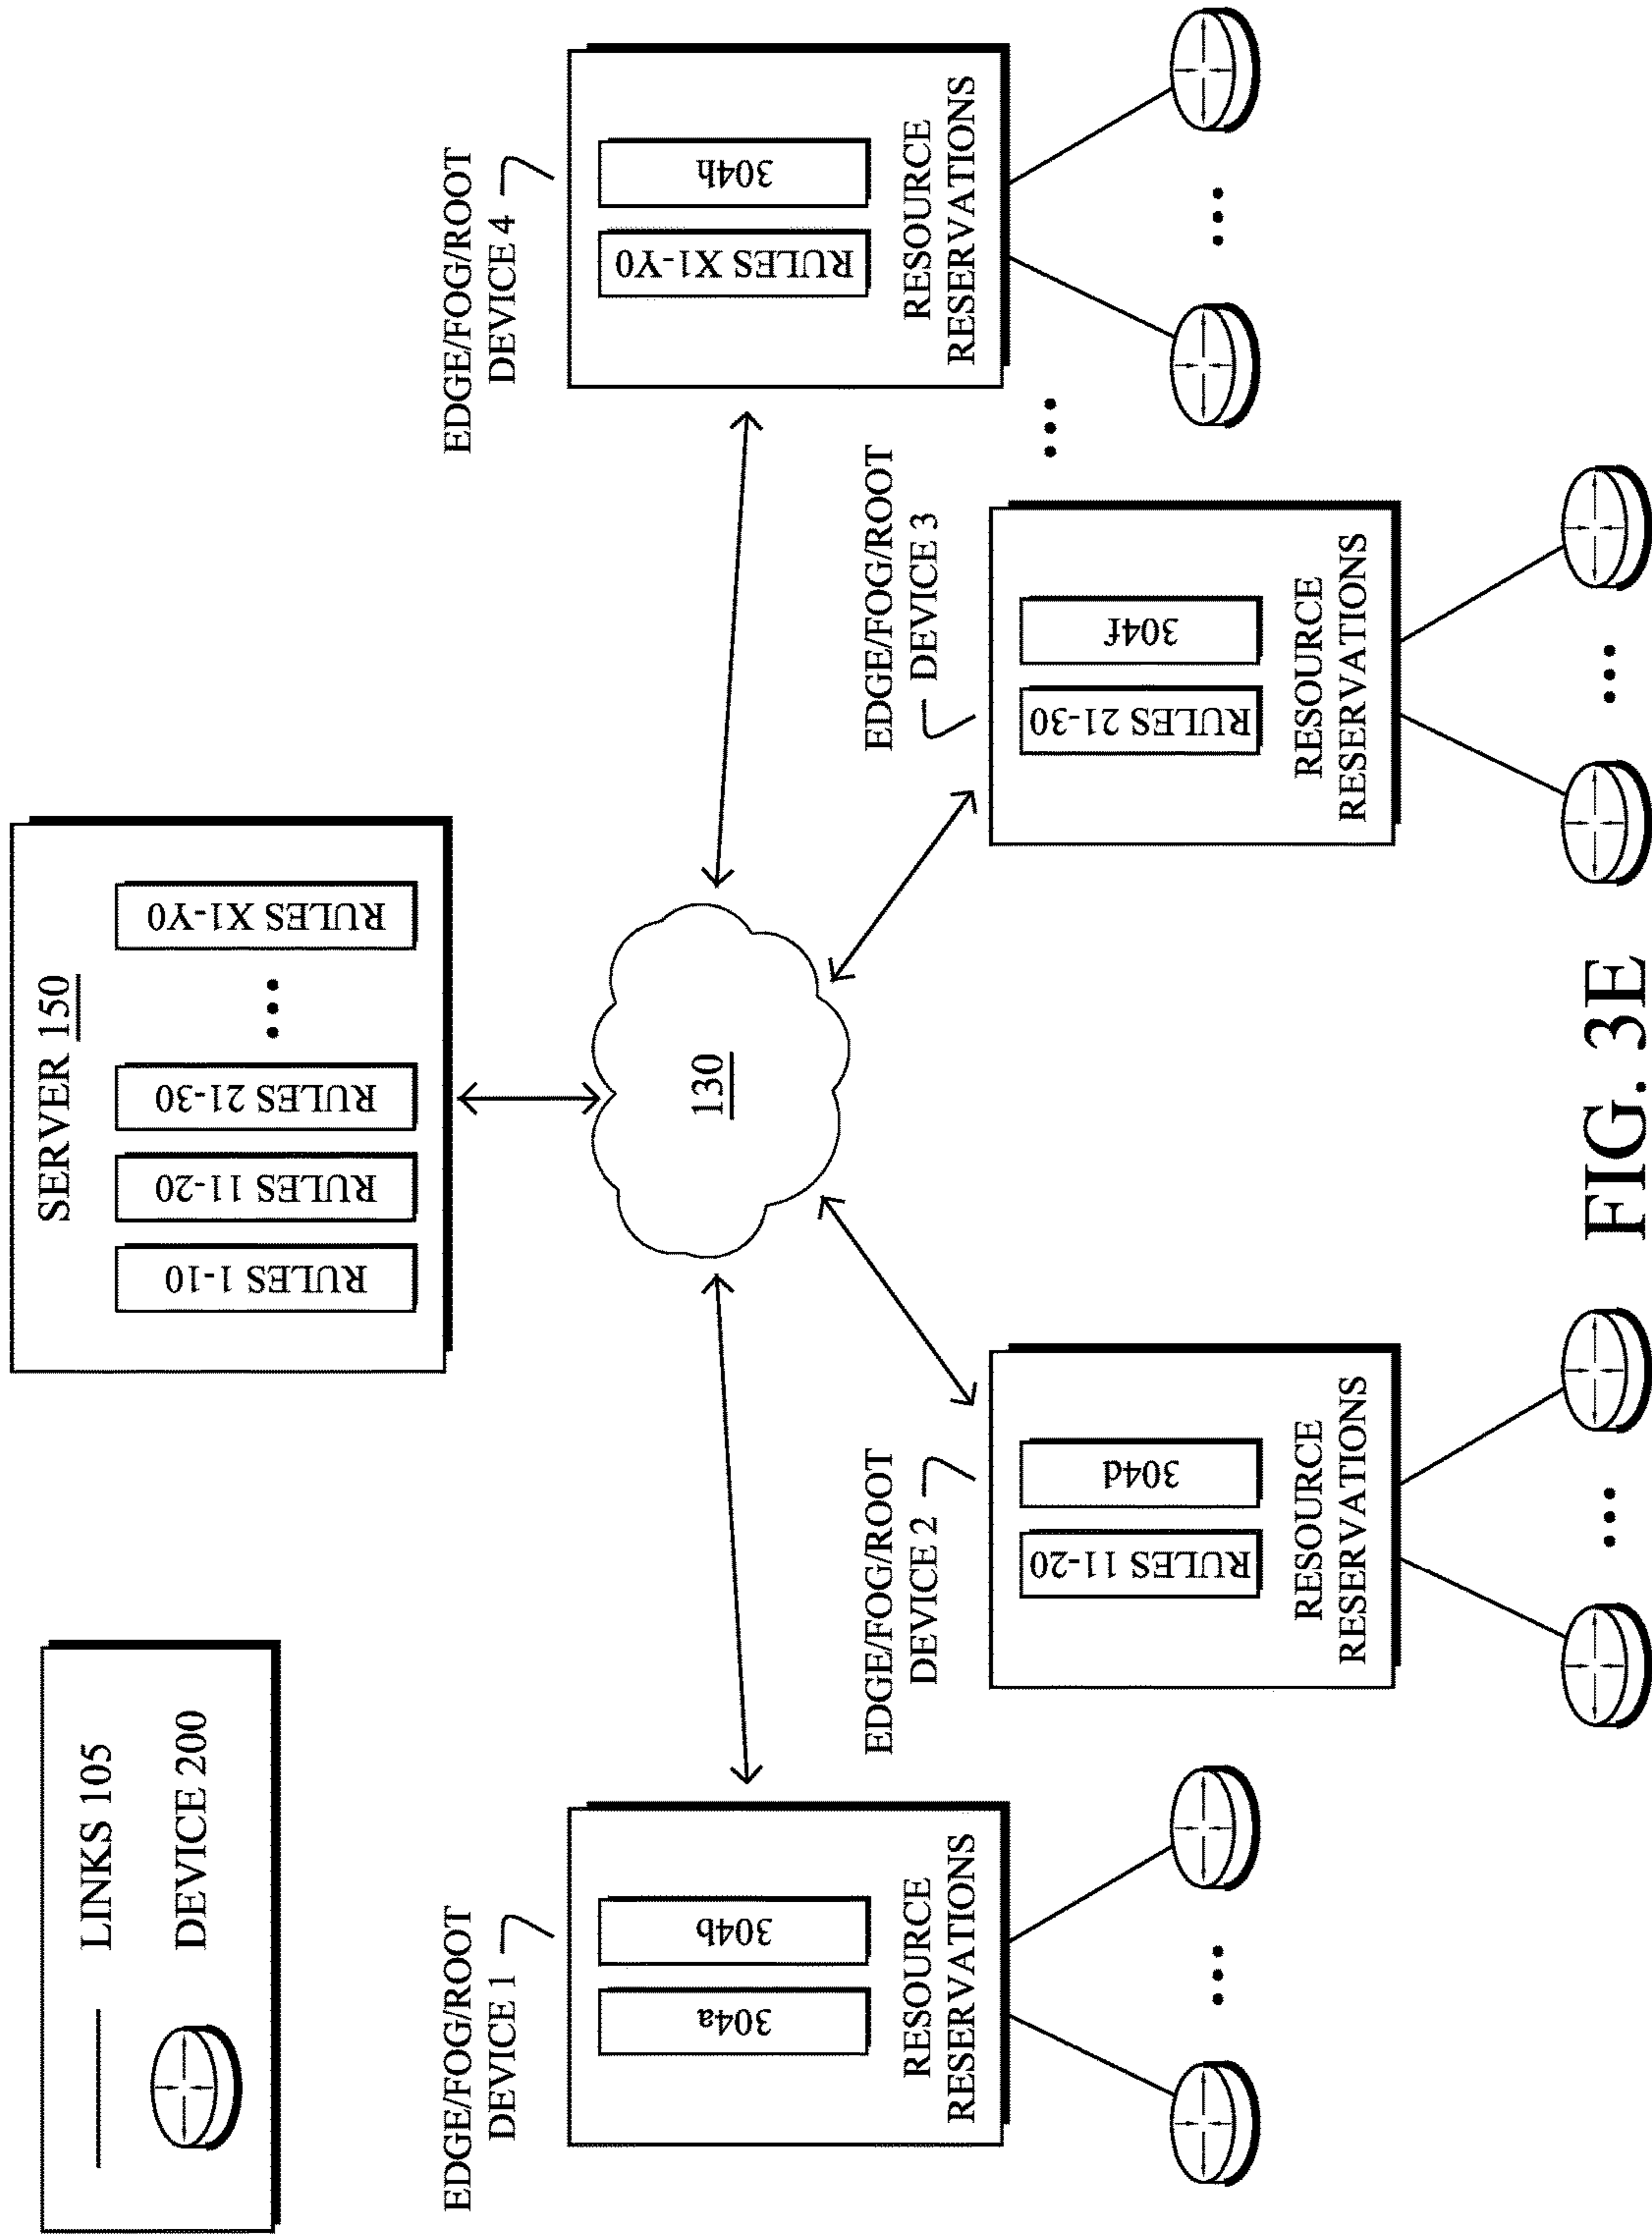 LINKS 105
DEVICE 200
SERVER 150
RULES 1-10
RULES 11-20
RULES 21-30
RULES X1-Y0
130
EDGE/FOG/ROOT
DEVICE 1
304a
304b
RESOURCE
RESERVATIONS
EDGE/FOG/ROOT
DEVICE 2
RULES 11-20
304d
RESOURCE
RESERVATIONS
EDGE/FOG/ROOT
DEVICE 3
RULES 21-30
304f
RESOURCE
RESERVATIONS
EDGE/FOG/ROOT
DEVICE 4
RULES X1-Y0
304h
RESOURCE
RESERVATIONS
FIG. 3E